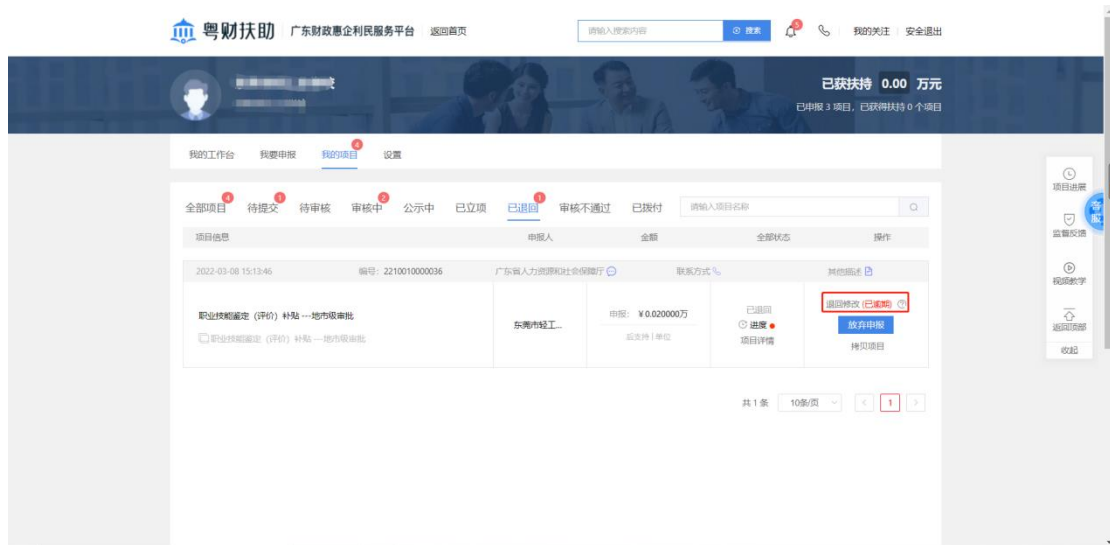 粤财扶助 广东财政惠企利民服务平台 返回首页 请输入搜索内容 搜索 5 我的关注 安全退出
已获扶持 0.00 万元
已申报 3 项目,已获得扶持 0 个项目
我的工作台 我要申报 我的项目 4 设置
全部项目 4 待提交 1 待审核 审核中 2 公示中 已立项 已退回 1 审核不通过 已拨付 请输入项目名称
项目信息 申报人 金额 全部状态 操作
2022-03-08 15:13:46 编号: 2210010000036 广东省人力资源和社会保障厅 联系方式 其他描述
职业技能鉴定(评价)补贴 ---地市级审批
职业技能鉴定(评价)补贴 ---地市级审批
东莞市轻工...
申报: ¥ 0.020000万
后支持 | 单位
已退回
进度
项目详情
退回修改 (已逾期)
放弃申报
拷贝项目
共 1 条 10条/页 < 1 >
项目进展
客服
监督反馈
视频教学
返回顶部
收起